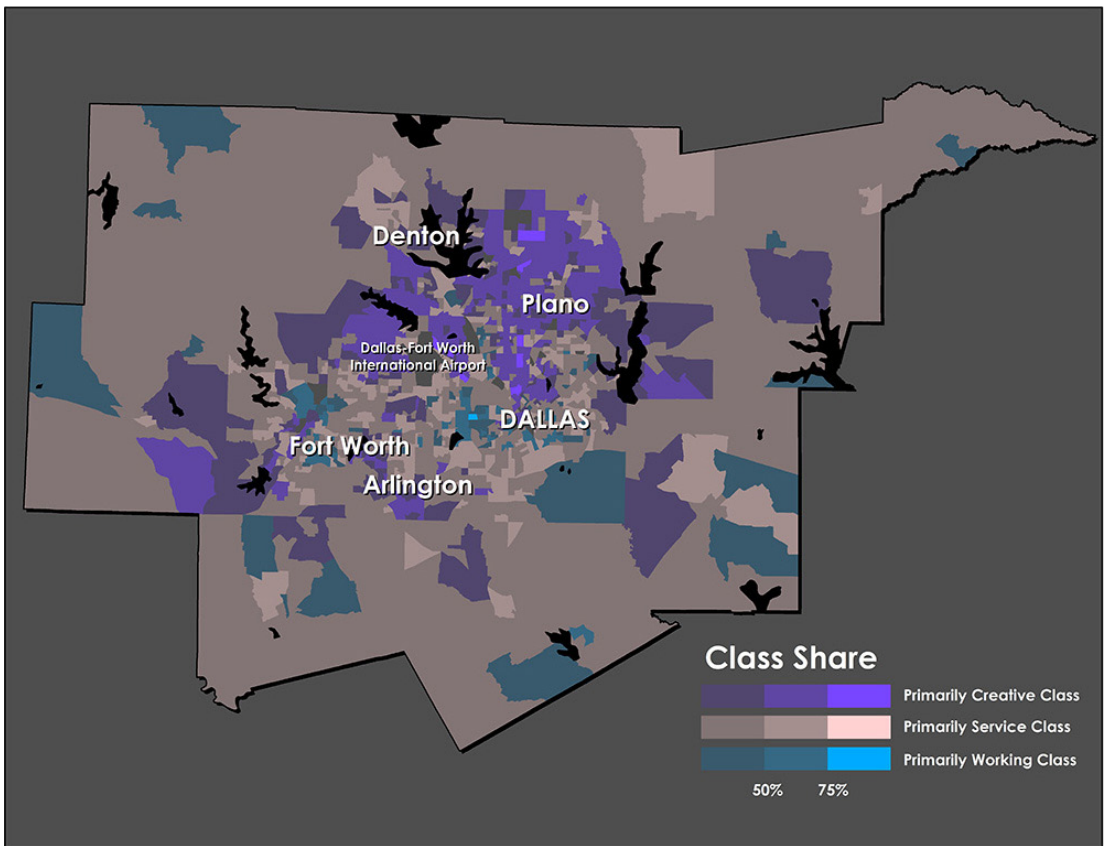 Denton
Plano
Dallas-Fort Worth
International Airport
DALLAS
Fort Worth
Arlington
Class Share
Primarily Creative Class
Primarily Service Class
Primarily Working Class
50% 75%